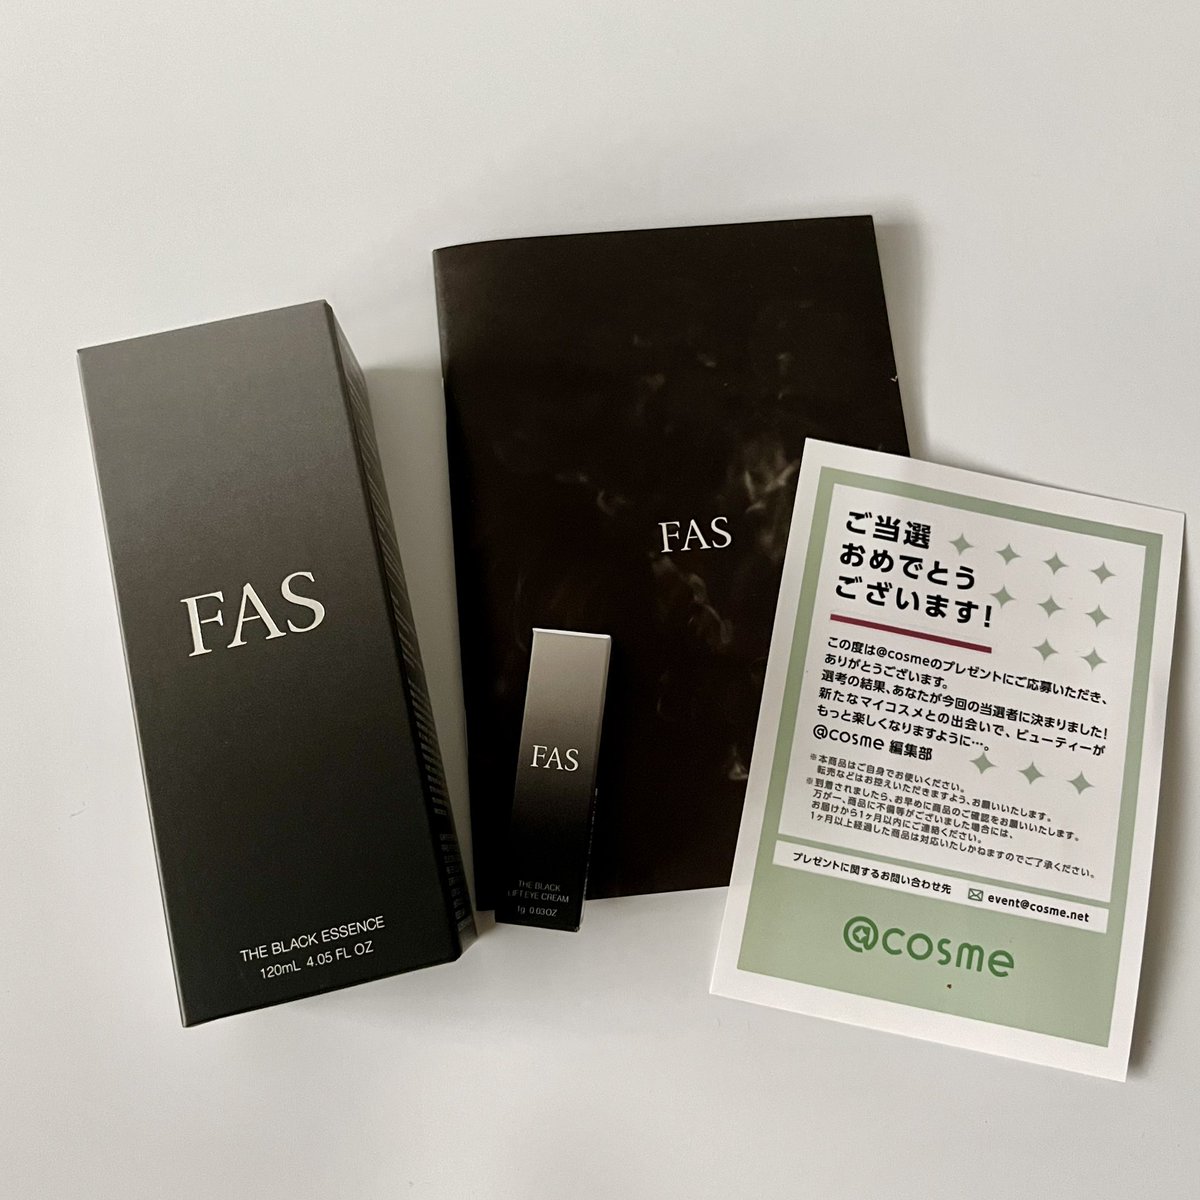 FAS
THE BLACK ESSENCE
120mL 4.05 FL OZ
FAS
FAS
THE BLACK
LIFT EYE CREAM
1g 0.03OZ
ご当選
おめでとう
ございます!
この度は@cosmeのプレゼントにご応募いただき、
ありがとうございます。
選考の結果、あなたが今回の当選者に決まりました!
新たなマイコスメとの出会いで、ビューティーが
もっと楽しくなりますように…。
@cosme 編集部
※本商品はご自身でお使いください。
転売などはお控えいただきますよう、お願いいたします。
※到着されましたら、お早めに商品のご確認をお願いいたします。
万が一、商品に不備等がございました場合には、
お届けから1ヶ月以内にご連絡ください。
1ヶ月以上経過した商品は対応いたしかねますのでご了承ください。
プレゼントに関するお問い合わせ先 event@cosme.net
@cosme